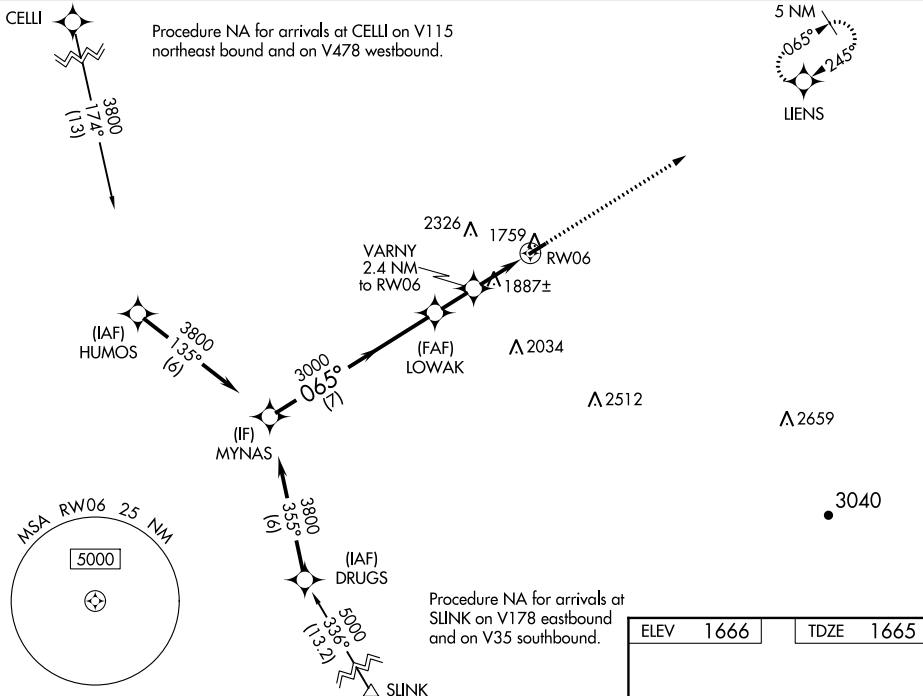 CELLI
Procedure NA for arrivals at CELLI on V115
northeast bound and on V478 westbound.
5 NM
065°
245°
LIENS
3800
174°
(13)
2326
1759
RW06
VARNY
2.4 NM
to RW06
1887±
(IAF)
HUMOS
3800
135°
(6)
(FAF)
LOWAK
2034
3000
065°
(7)
2512
2659
(IF)
MYNAS
3040
MSA RW06 25 NM
5000
3800
355°
(6)
(IAF)
DRUGS
5000
336°
(13.2)
SLINK
Procedure NA for arrivals at
SLINK on V178 eastbound
and on V35 southbound.
ELEV 1666
TDZE 1665